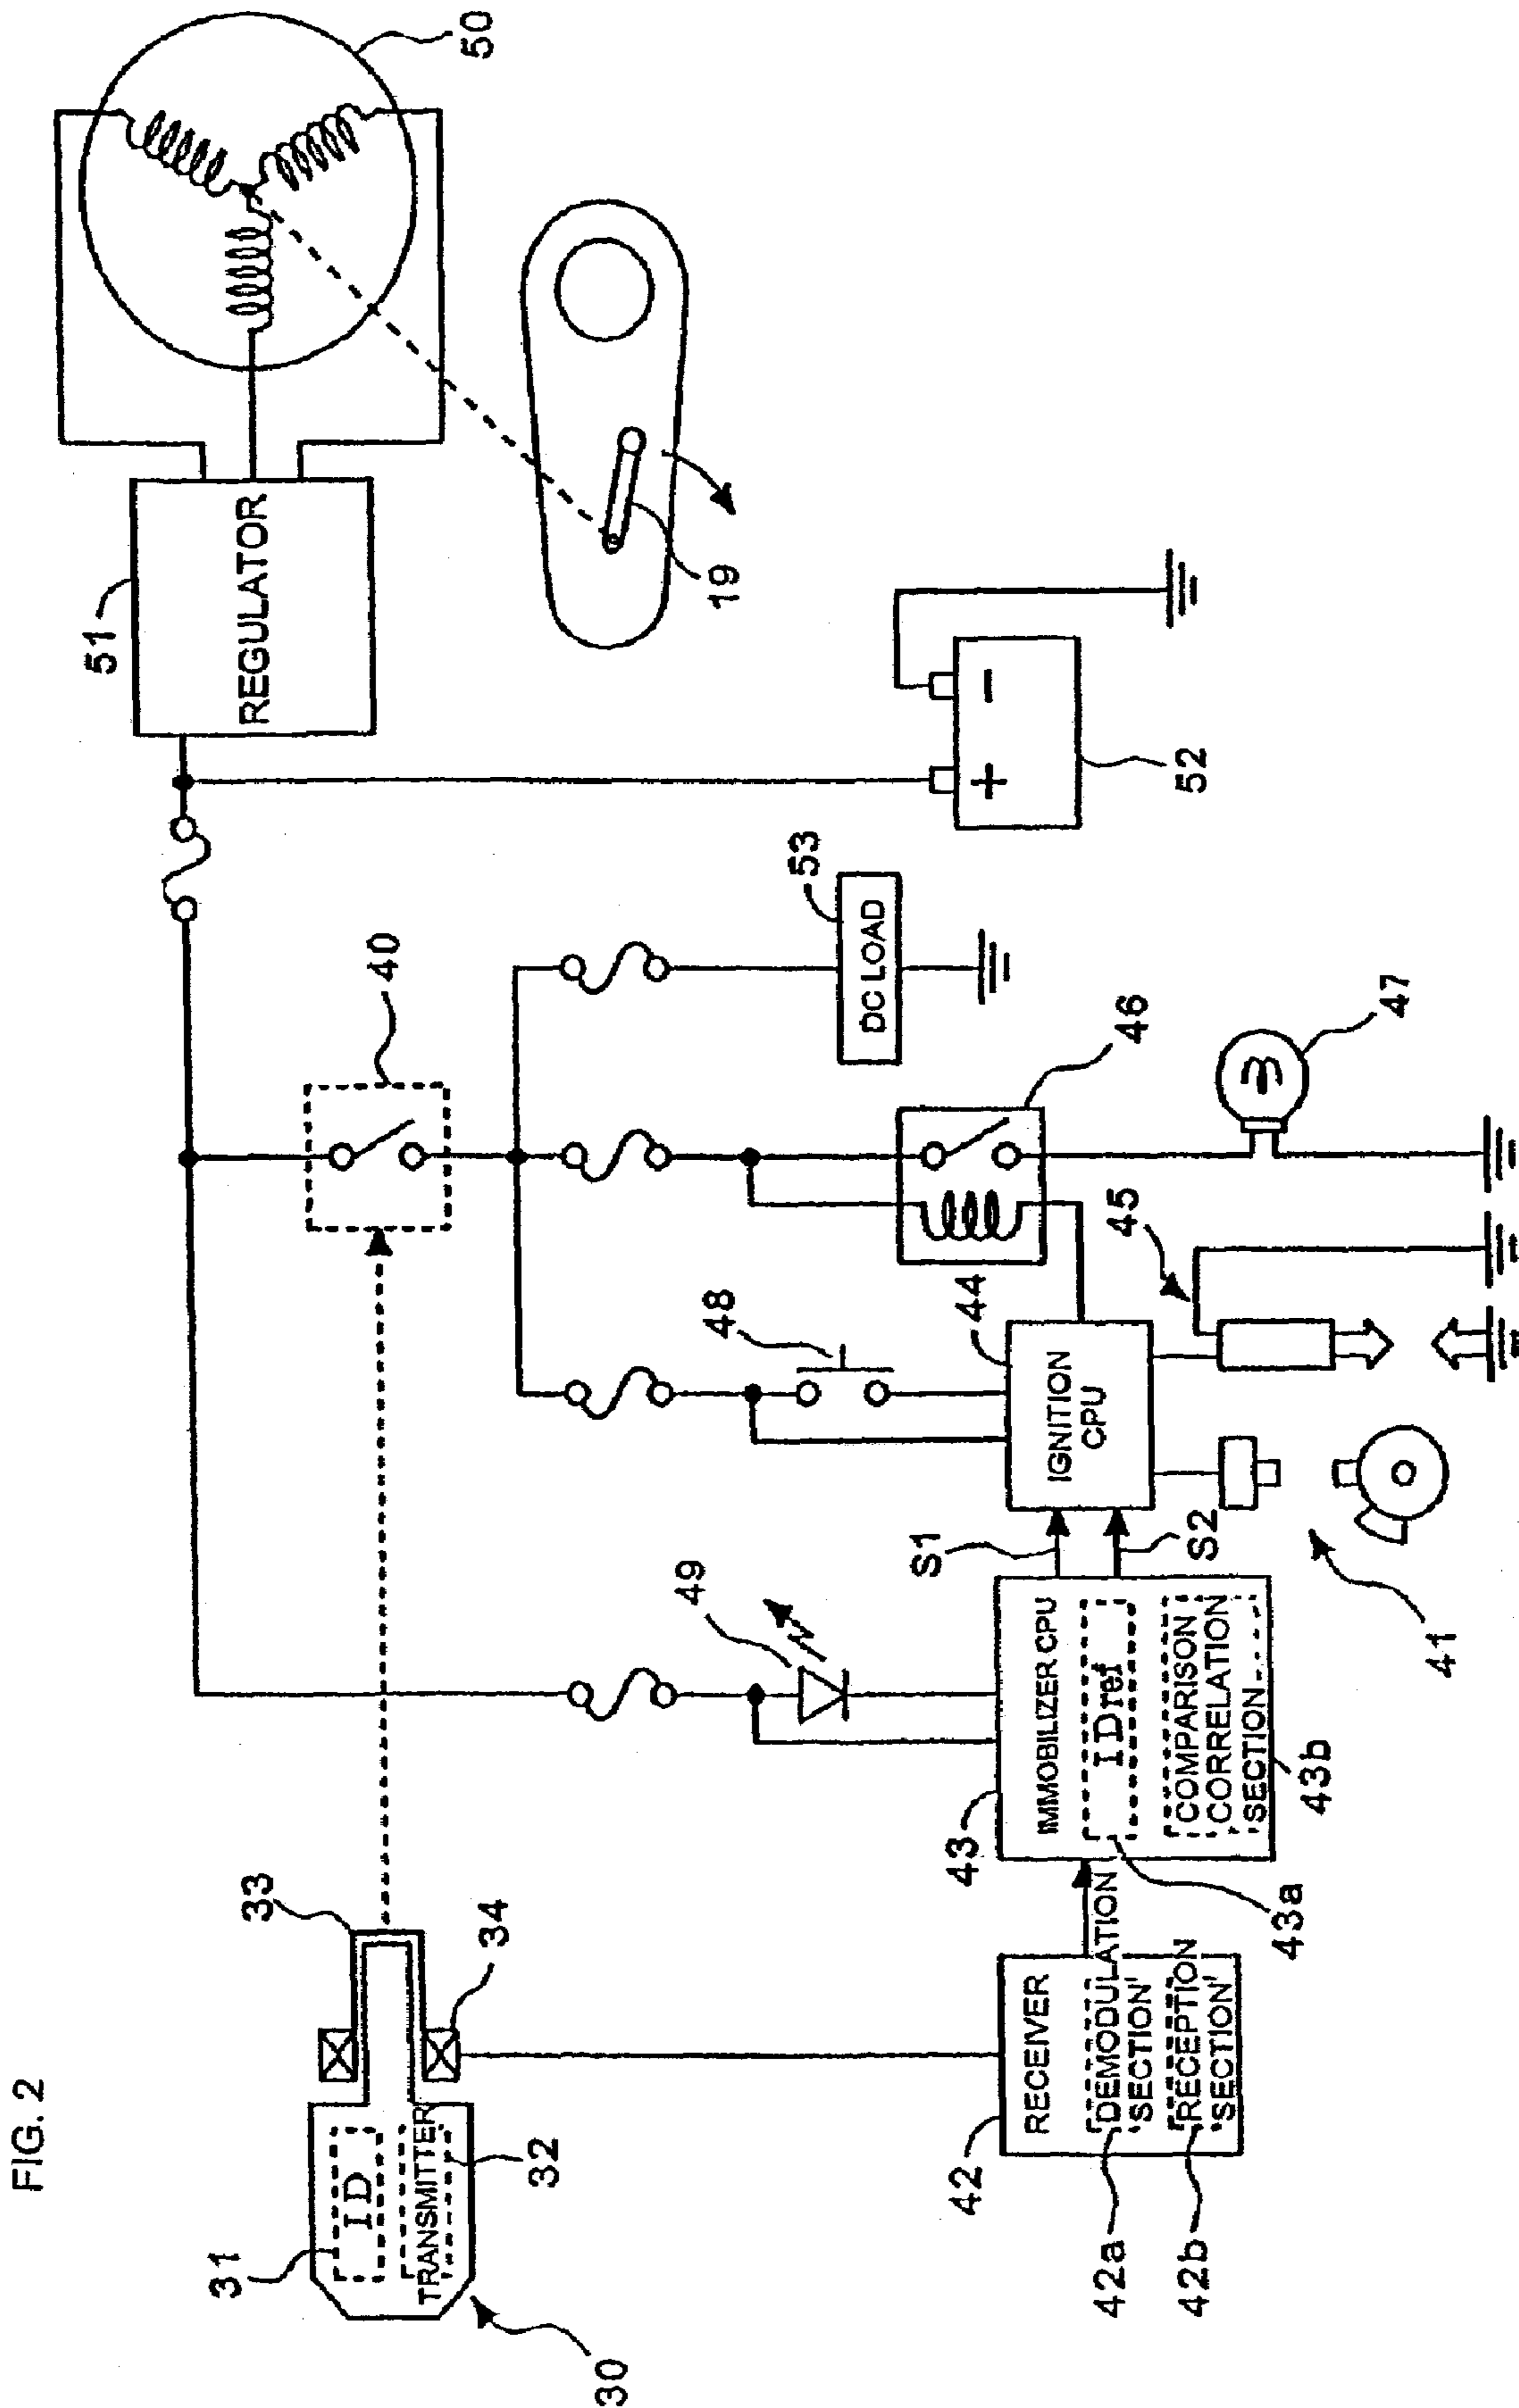 FIG. 2
30
31
ID
TRANSMITTER
32
33
34
40
50
51
REGULATOR
19
52
+
-
53
DC LOAD
46
47
45
44
IGNITION
CPU
48
49
S1
S2
41
43
IMMOBILIZER CPU
IDref
43a
COMPARISON
CORRELATION
SECTION
43b
42
RECEIVER
DEMODULATION
SECTION
42a
RECEPTION
SECTION
42b